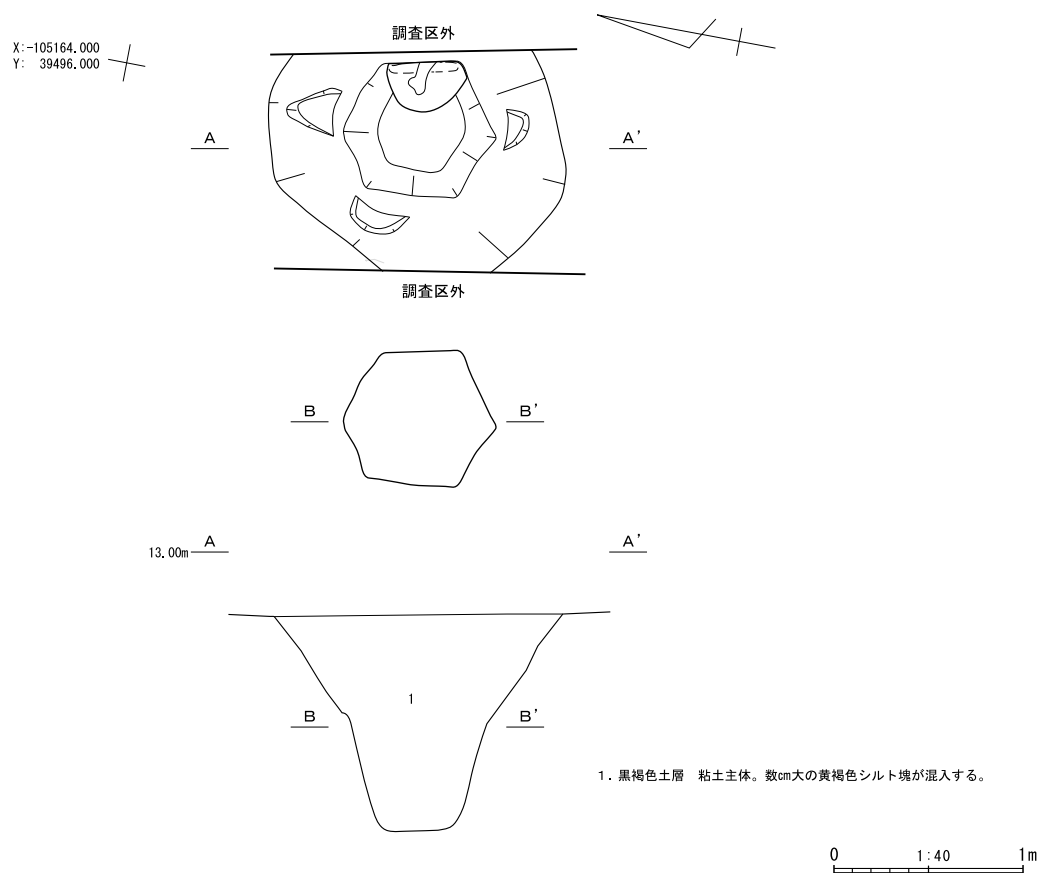 調査区外
X:-105164.000
Y: 39496.000
A
A'
調査区外
B
B'
13.00m
A
A'
1
B
B'
1. 黒褐色土層 粘土主体。数㎝大の黄褐色シルト塊が混入する。
0 1:40 1m